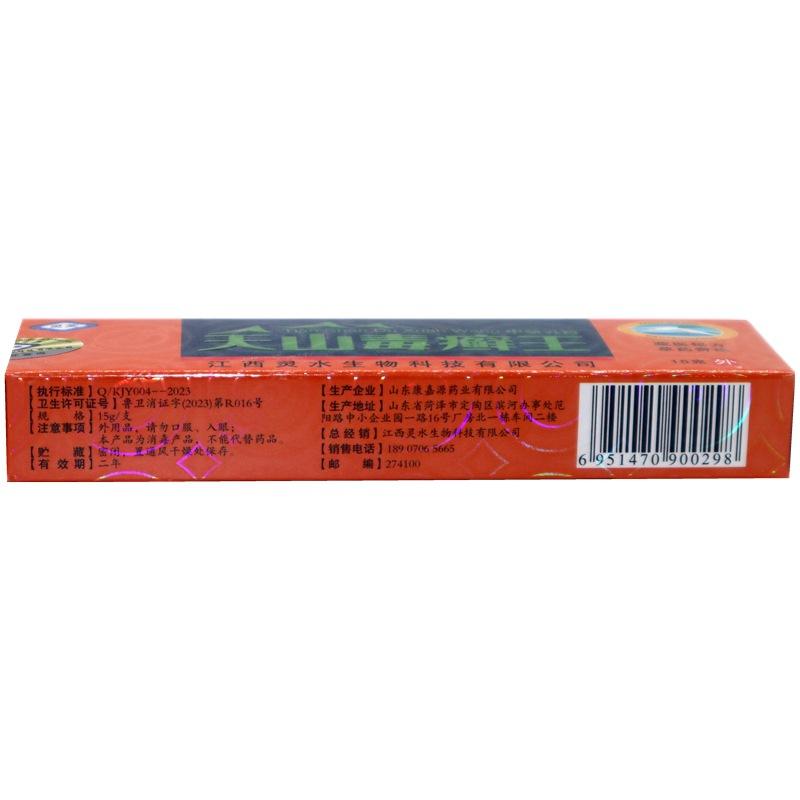 天山毒癣王
江西灵水生物科技有限公司
15克
外
【执行标准】Q/KJY004--2023
【卫生许可证号】鲁卫消证字(2023)第R016号
【规 格】15g/支
【注意事项】外用品，请勿口服、入眼；
本产品为消毒产品，不能代替药品。
【贮 藏】密闭，置通风干燥处保存。
【有 效 期】二年
【生产企业】山东康嘉源药业有限公司
【生产地址】山东省菏泽市定陶区滨河办事处范
阳路中小企业园一路16号厂房北一栋车间二楼
【总 经 销】江西灵水生物科技有限公司
【销售电话】189 0706 5665
【邮 编】274100
6 951470 900298